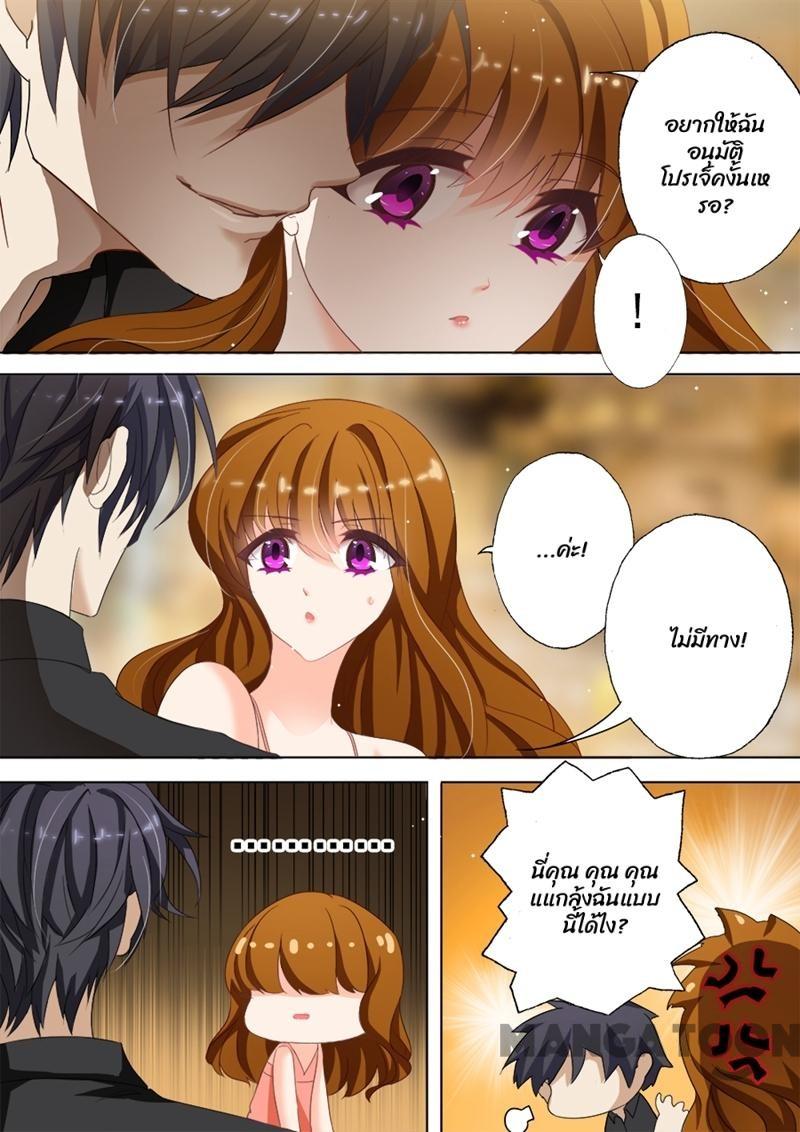 อยากให้ฉัน
อนุมัติ
โปรเจ็คงั้นเห
รอ?
!
...ค่ะ!
ไม่มีทาง!
นี่คุณ คุณ คุณ
แแกล้งฉันแบบ
นี้ได้ไง?
MANGATOON